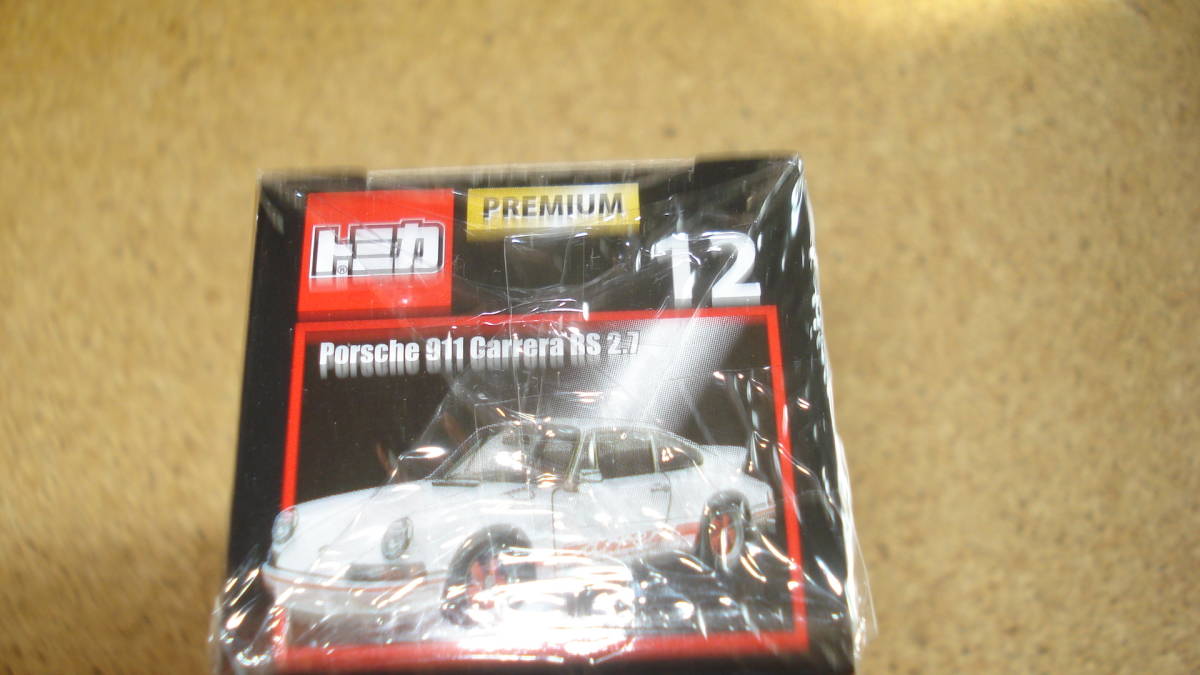 トミカ®
PREMIUM
12
Porsche 911 Carrera RS 2.7